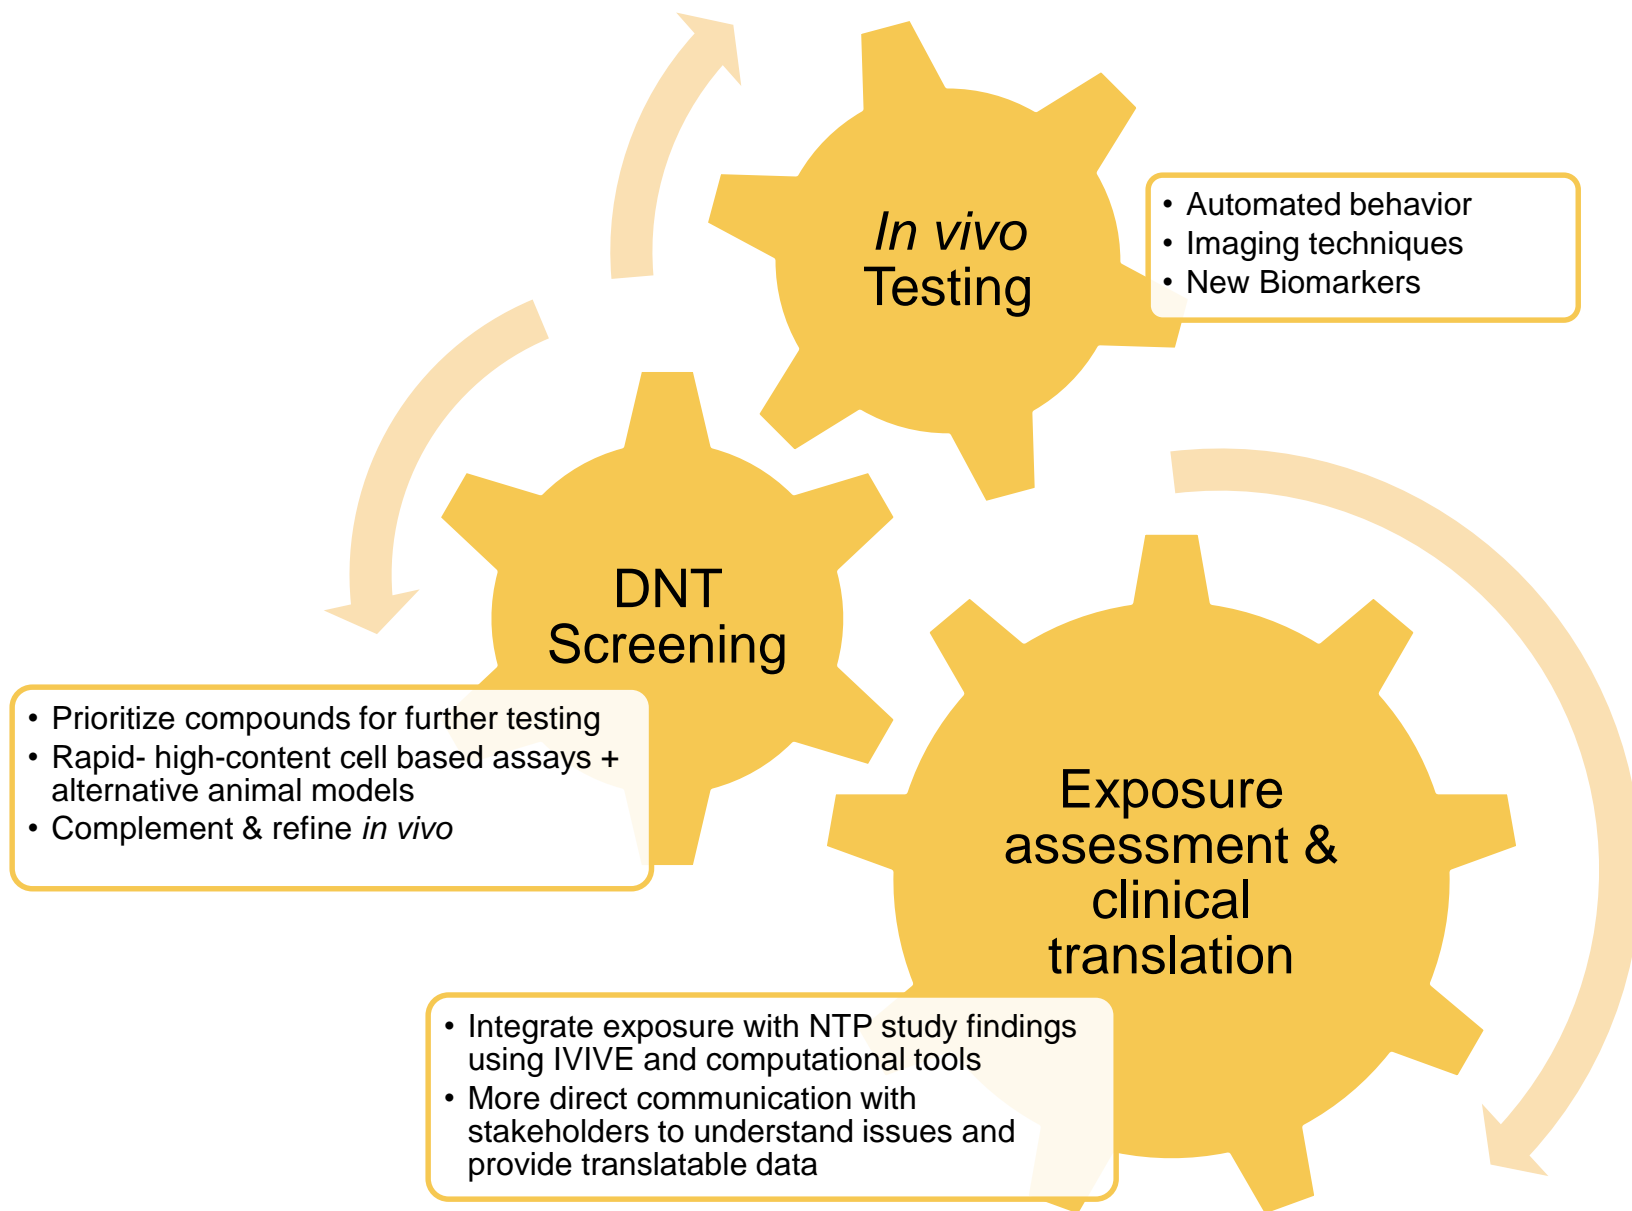 In vivo
Testing
• Automated behavior
• Imaging techniques
• New Biomarkers
DNT
Screening
• Prioritize compounds for further testing
• Rapid- high-content cell based assays +
alternative animal models
• Complement & refine in vivo
Exposure
assessment &
clinical
translation
• Integrate exposure with NTP study findings
using IVIVE and computational tools
• More direct communication with
stakeholders to understand issues and
provide translatable data